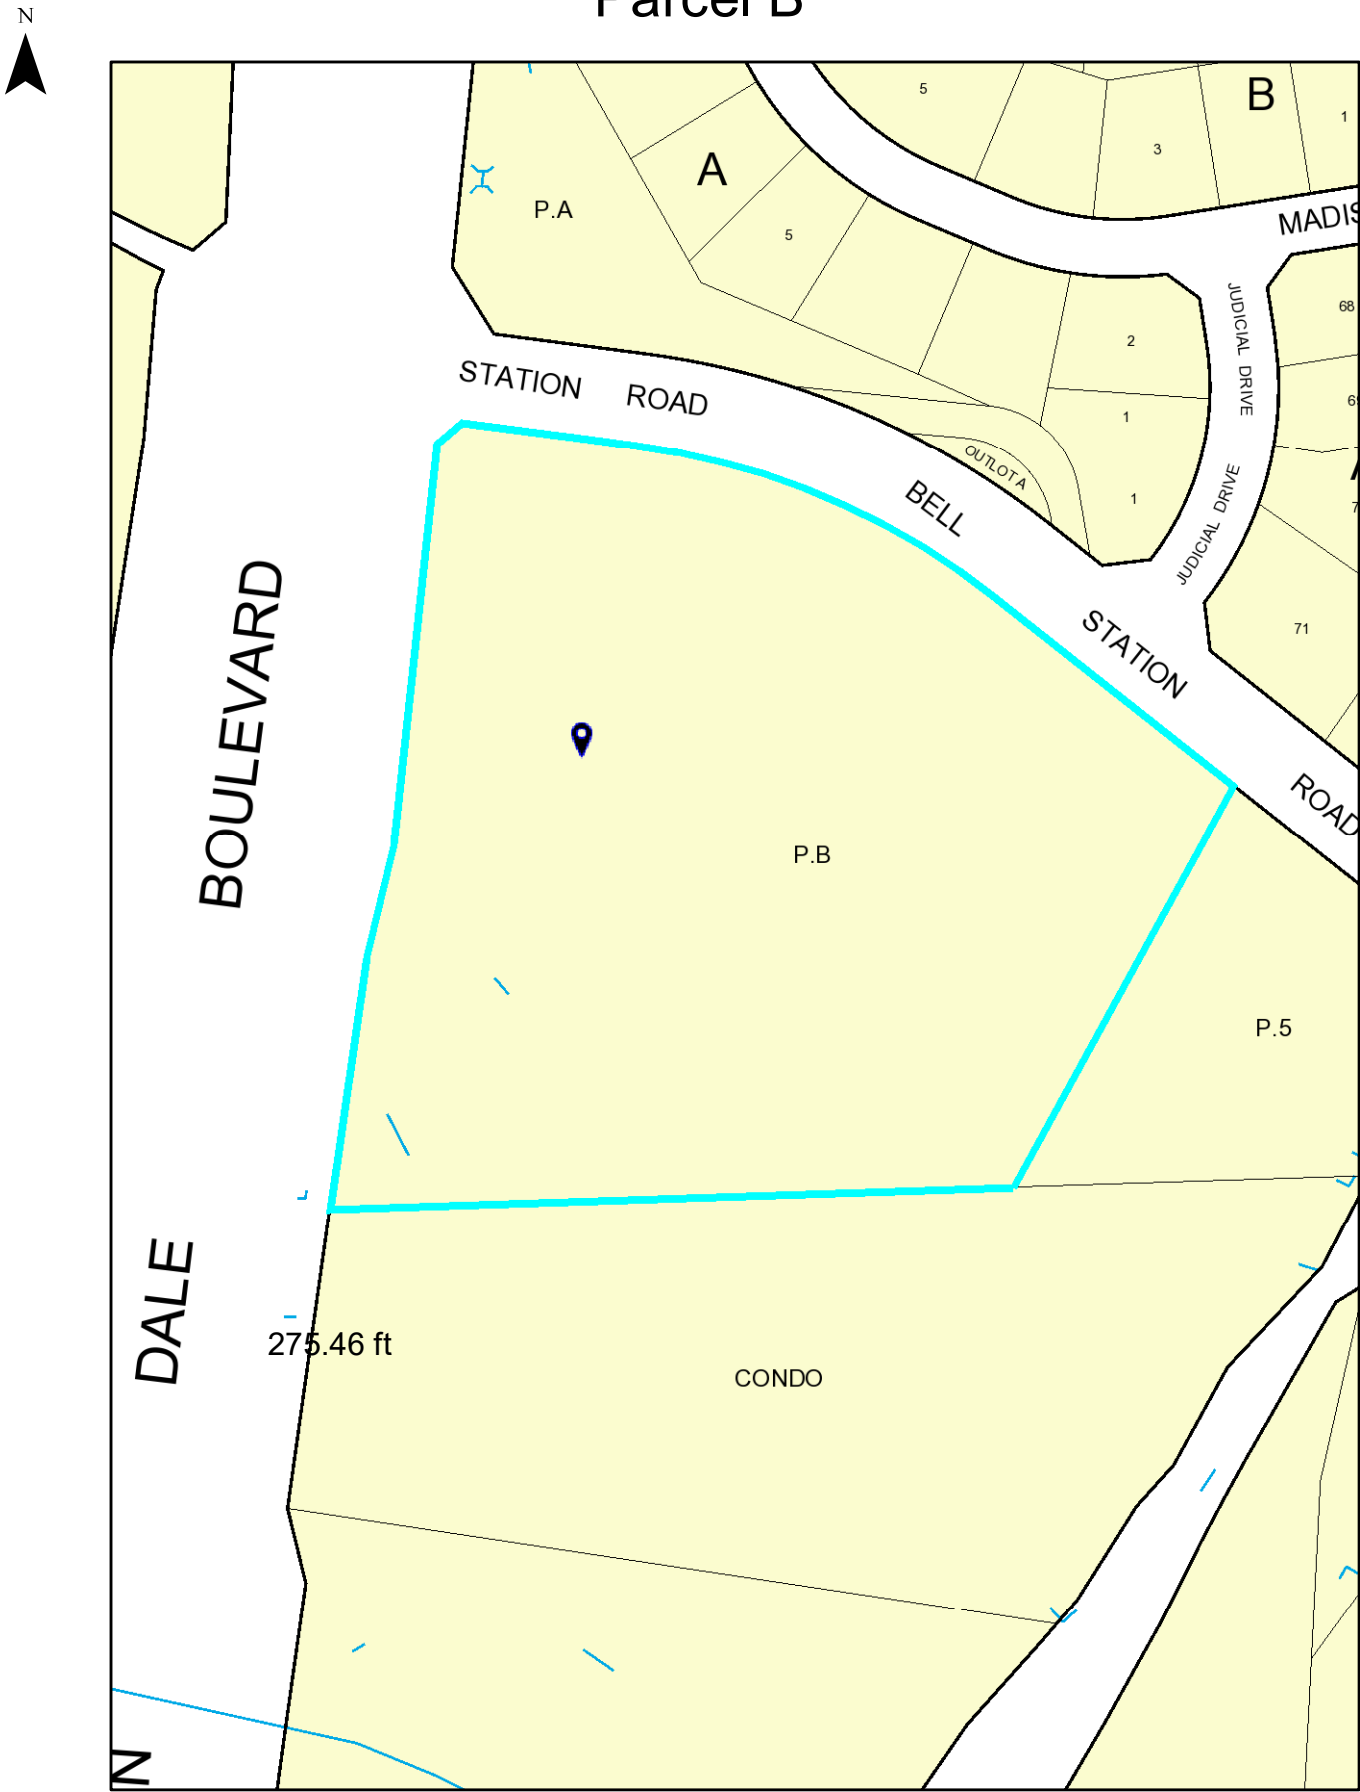 Parcel B
N
5
B
1
3
A
P.A
MADIS
5
JUDICIAL DRIVE
68
2
STATION ROAD
1
OUTLOT A
JUDICIAL DRIVE
1
BELL
BOULEVARD
STATION
71
ROAD
P.B
P.5
DALE
275.46 ft
CONDO
N